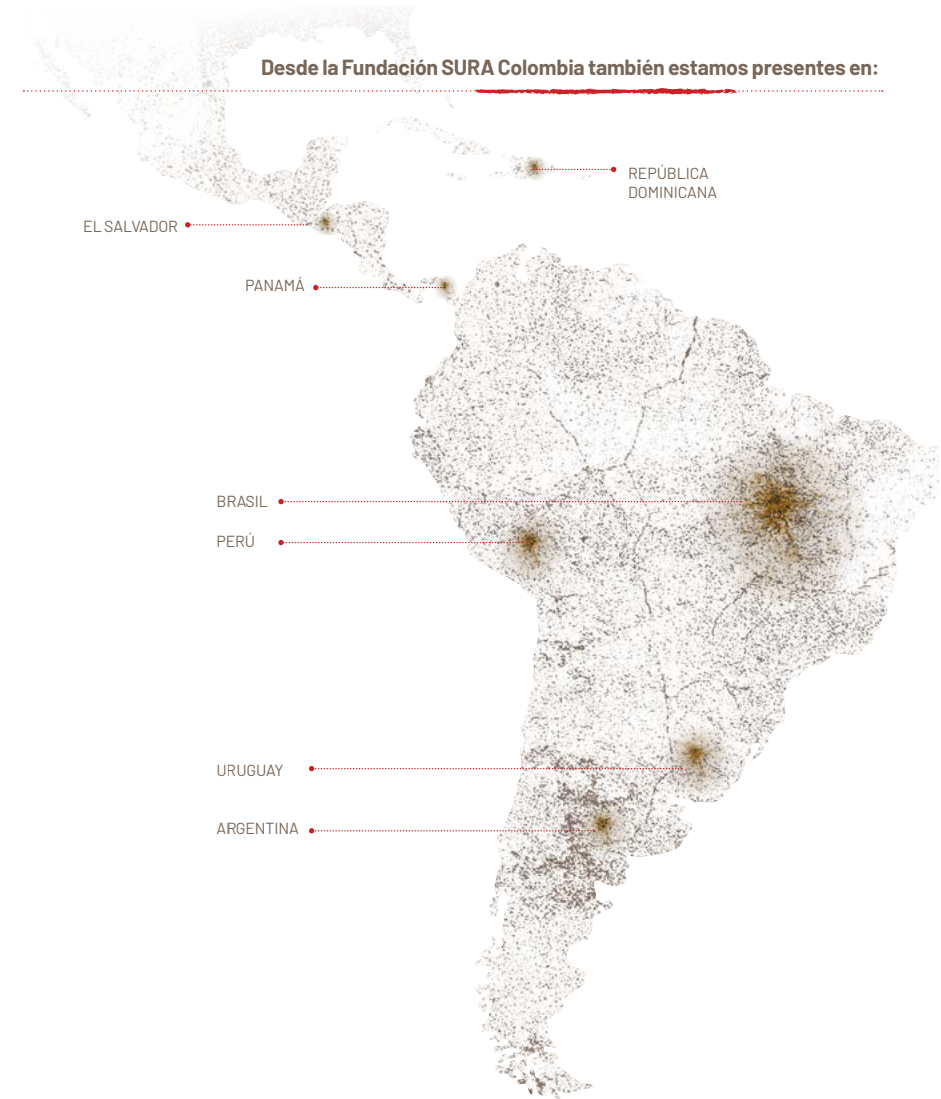 Desde la Fundación SURA Colombia también estamos presentes en:
REPÚBLICA
DOMINICANA
EL SALVADOR
PANAMÁ
BRASIL
PERÚ
URUGUAY
ARGENTINA